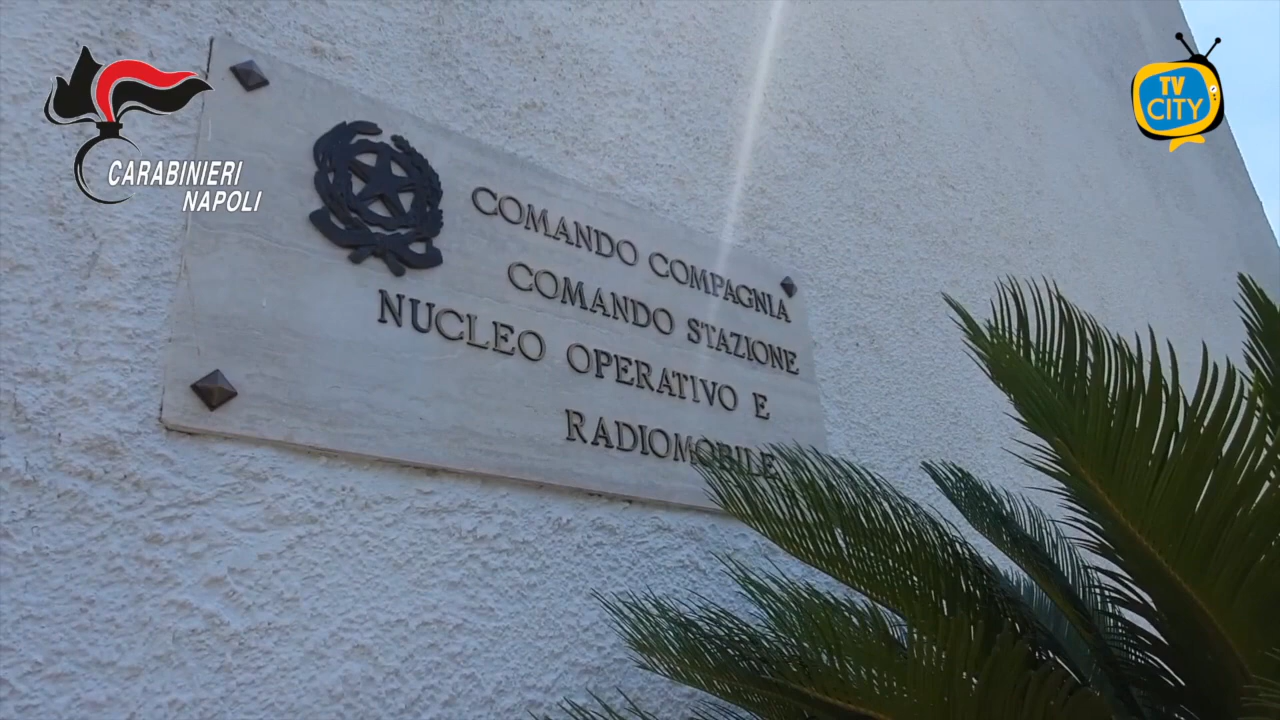 CARABINIERI
NAPOLI
TV
CITY
COMANDO COMPAGNIA
COMANDO STAZIONE
NUCLEO OPERATIVO E
RADIOMOBILE